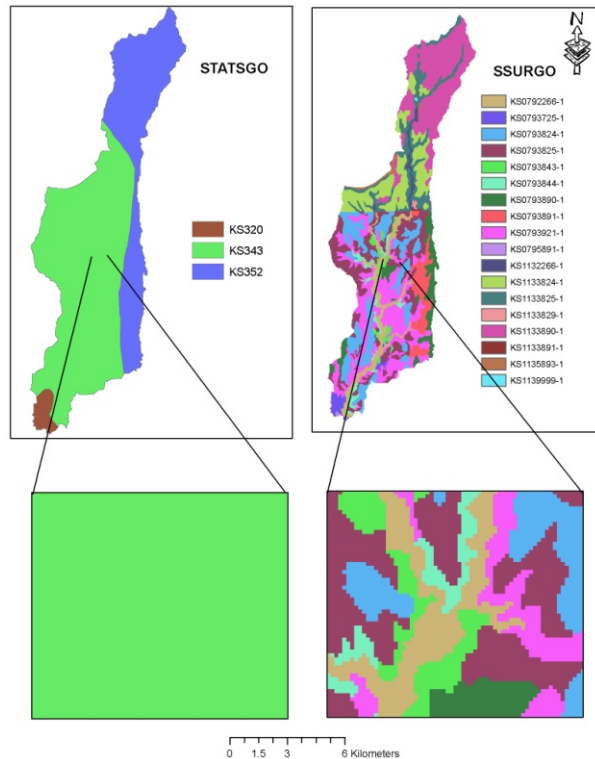 STATSGO
KS320
KS343
KS352
SSURGO
N
KS0792266-1
KS0793725-1
KS0793824-1
KS0793825-1
KS0793843-1
KS0793844-1
KS0793890-1
KS0793891-1
KS0793921-1
KS0795891-1
KS1132266-1
KS1133824-1
KS1133825-1
KS1133829-1
KS1133890-1
KS1133891-1
KS1135893-1
KS1139999-1
0 1.5 3 6 Kilometers